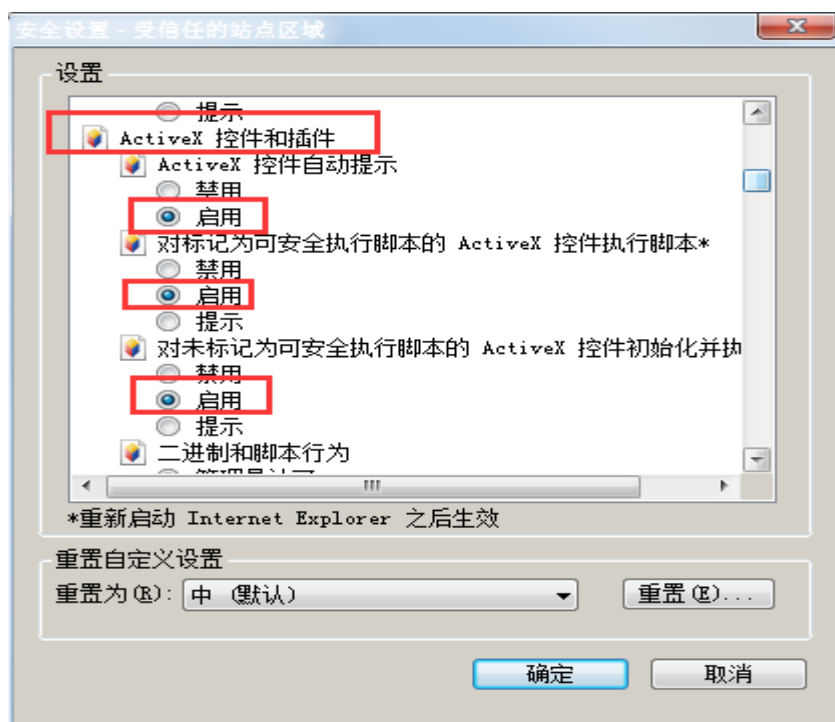 安全设置 - 受信任的站点区域
设置
提示
ActiveX 控件和插件
ActiveX 控件自动提示
禁用
启用
对标记为可安全执行脚本的 ActiveX 控件执行脚本*
禁用
启用
提示
对未标记为可安全执行脚本的 ActiveX 控件初始化并执
禁用
启用
提示
二进制和脚本行为
管理员认可
*重新启动 Internet Explorer 之后生效
重置自定义设置
重置为(R): 中 (默认) 重置(E)...
确定 取消